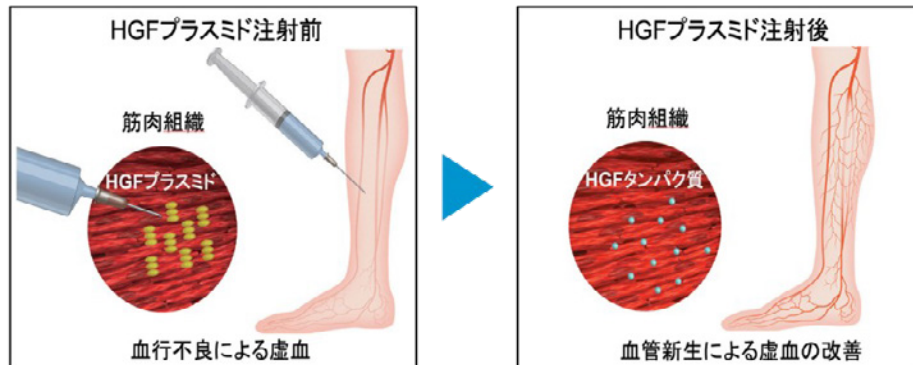 HGFプラスミド注射前
筋肉組織
HGFプラスミド
血行不良による虚血
HGFプラスミド注射後
筋肉組織
HGFタンパク質
血管新生による虚血の改善